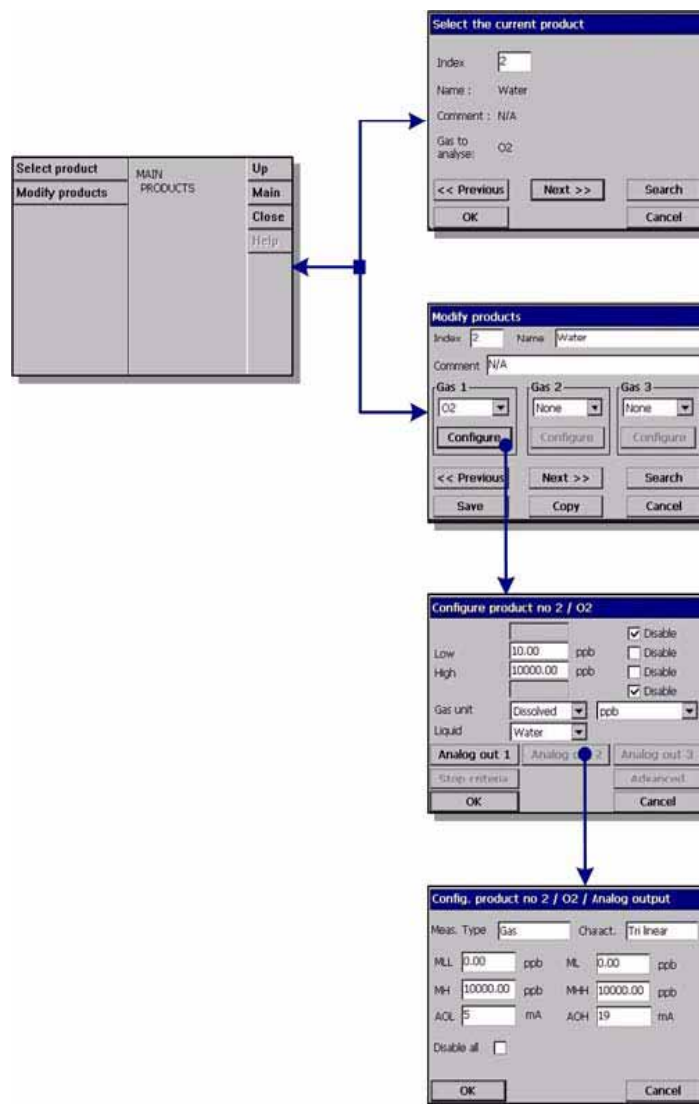 Select the current product
Index 2
Name : Water
Comment : N/A
Gas to
analyse: O2
<< Previous Next >> Search
OK Cancel
Select product MAIN Up
Modify products PRODUCTS Main
Close
Help
Modify products
Index 2 Name Water
Comment N/A
Gas 1 Gas 2 Gas 3
O2 None None
Configure Configure Configure
<< Previous Next >> Search
Save Copy Cancel
Configure product no 2 / O2
Disable
Low 10.00 ppb Disable
High 10000.00 ppb Disable
Disable
Gas unit Dissolved ppb
Liquid Water
Analog out 1 Analog out 2 Analog out 3
Stop criteria Advanced
OK Cancel
Config. product no 2 / O2 / Analog output
Meas. Type Gas Charact. Tri linear
MLL 0.00 ppb ML 0.00 ppb
MH 10000.00 ppb MHH 10000.00 ppb
AOL 5 mA AOH 19 mA
Disable all
OK Cancel